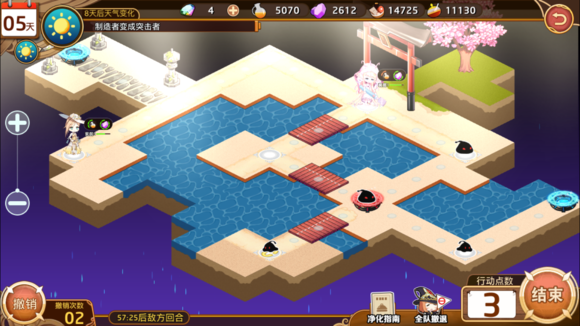 05天
8天后天气变化
制造者变成突击者
4
5070
2612
14725
11130
撤销
撤销次数
02
57:25后敌方回合
净化指南
全队撤退
行动点数
3
结束